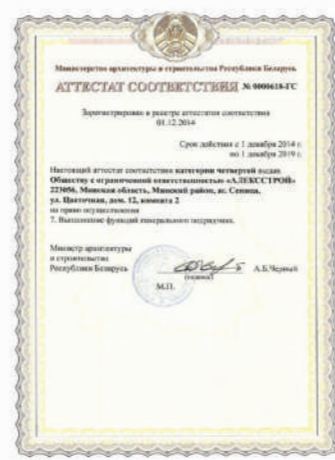 Министерство архитектуры и строительства Республики Беларусь
АТТЕСТАТ СООТВЕТСТВИЯ № 0000618-ГС
Зарегистрировано в реестре аттестатов соответствия
01.12.2014
Срок действия с 1 декабря 2014 г.
по 1 декабря 2019 г.
Настоящий аттестат соответствия категории четвертой выдан
Обществу с ограниченной ответственностью «АЛЕКССТРОЙ»
223056, Минская область, Минский район, аг. Сеница,
ул. Цветочная, дом. 12, комната 2
на право осуществления
7. Выполнение функций генерального подрядчика.
Министр архитектуры
и строительства
Республики Беларусь
А.Б.Черный
(подпись)
М.П.